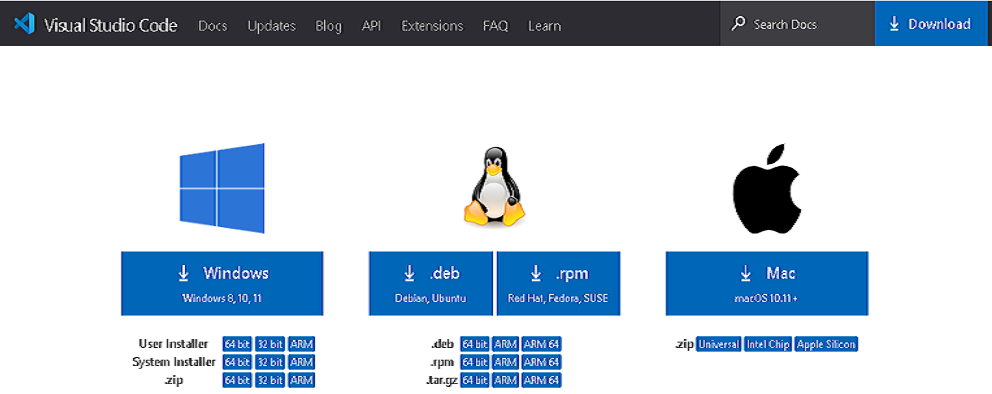 Visual Studio Code Docs Updates Blog API Extensions FAQ Learn Search Docs Download
Windows
Windows 8, 10, 11
.deb
Debian, Ubuntu
.rpm
Red Hat, Fedora, SUSE
Mac
macOS 10.11+
User Installer 64 bit 32 bit ARM
System Installer 64 bit 32 bit ARM
.zip 64 bit 32 bit ARM
.deb 64 bit ARM ARM 64
.rpm 64 bit ARM ARM 64
.tar.gz 64 bit ARM ARM 64
.zip Universal Intel Chip Apple Silicon